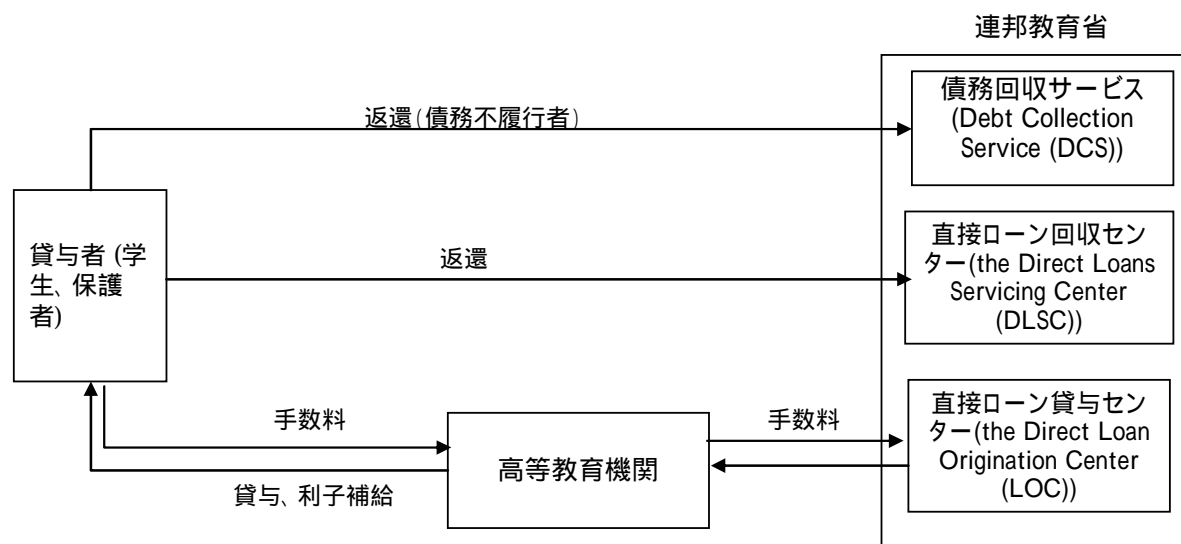 連邦教育省
債務回収サービス
(Debt Collection
Service (DCS))
返還(債務不履行者)
貸与者 (学
生、保護
者)
返還
直接ローン回収セン
ター(the Direct Loans
Servicing Center
(DLSC))
手数料
高等教育機関
手数料
直接ローン貸与セン
ター(the Direct Loan
Origination Center
(LOC))
貸与、利子補給